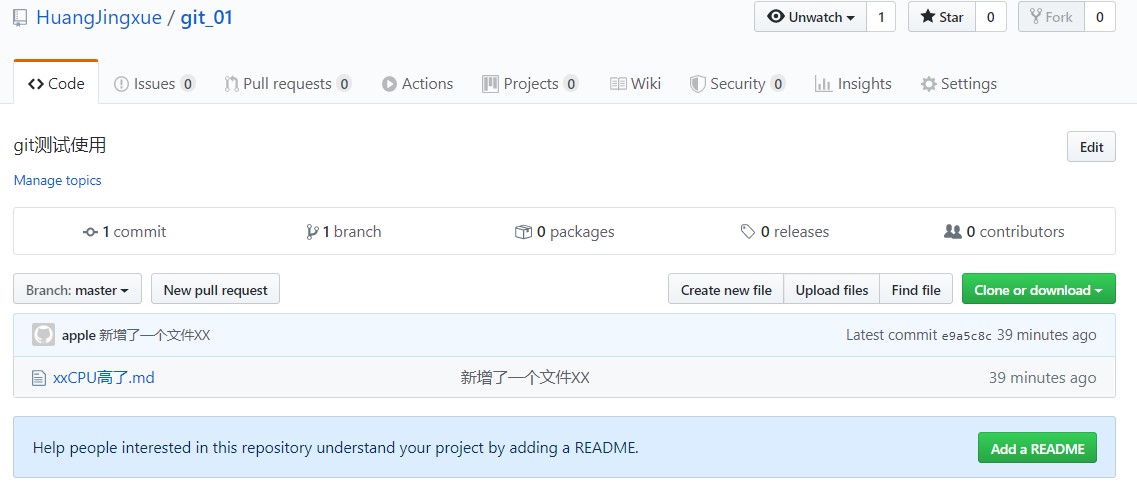 HuangJingxue / git_01 Unwatch 1 Star 0 Fork 0
Code Issues 0 Pull requests 0 Actions Projects 0 Wiki Security 0 Insights Settings
git测试使用 Edit
Manage topics
1 commit 1 branch 0 packages 0 releases 0 contributors
Branch: master New pull request Create new file Upload files Find file Clone or download
apple 新增了一个文件XX Latest commit e9a5c8c 39 minutes ago
xxCPU高了.md 新增了一个文件XX 39 minutes ago
Help people interested in this repository understand your project by adding a README. Add a README